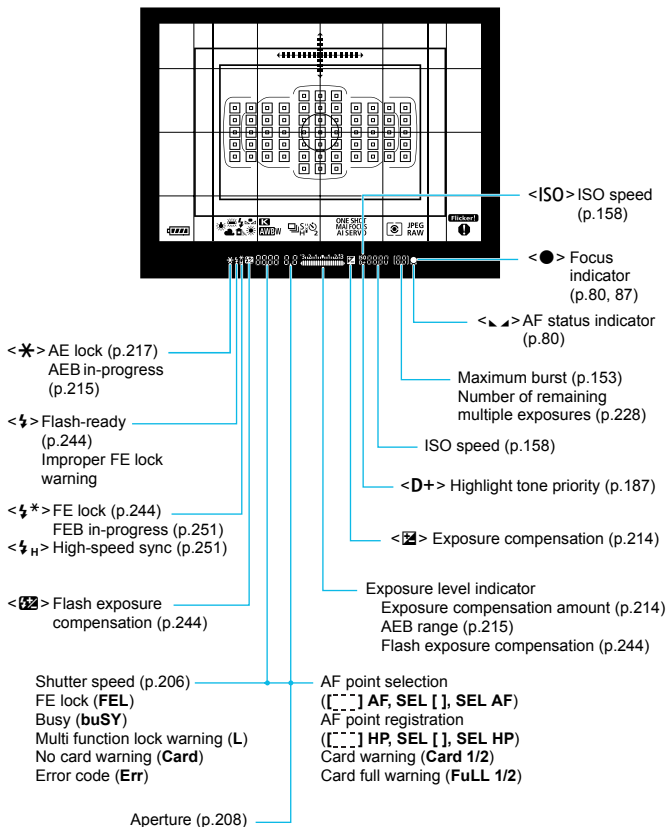 K
AWB W
S
H
2
ONE SHOT
MAI FOCUS
AI SERVO
JPEG
RAW
Flicker!
<ISO> ISO speed
(p.158)
<●> Focus
indicator
(p.80, 87)
<◣ ◢> AF status indicator
(p.80)
Maximum burst (p.153)
Number of remaining
multiple exposures (p.228)
ISO speed (p.158)
<D+> Highlight tone priority (p.187)
Exposure compensation (p.214)
Exposure level indicator
Exposure compensation amount (p.214)
AEB range (p.215)
Flash exposure compensation (p.244)
<✱> AE lock (p.217)
AEB in-progress
(p.215)
<⚡> Flash-ready
(p.244)
Improper FE lock
warning
<⚡*> FE lock (p.244)
FEB in-progress (p.251)
<⚡H> High-speed sync (p.251)
Flash exposure
compensation (p.244)
Shutter speed (p.206)
FE lock (FEL)
Busy (buSY)
Multi function lock warning (L)
No card warning (Card)
Error code (Err)
AF point selection
([---] AF, SEL [ ], SEL AF)
AF point registration
([---] HP, SEL [ ], SEL HP)
Card warning (Card 1/2)
Card full warning (FuLL 1/2)
Aperture (p.208)